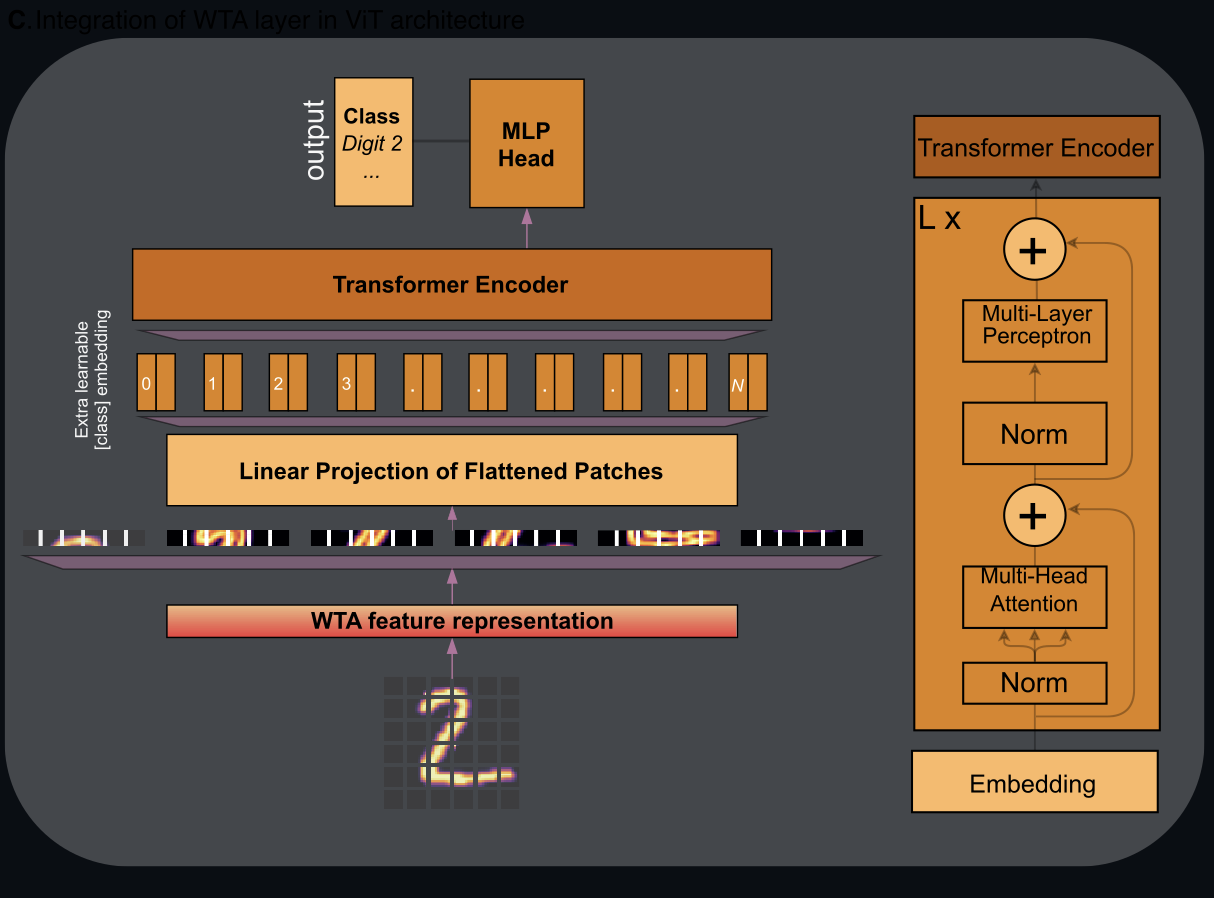 C. Integration of WTA layer in ViT architecture
output
Class
Digit 2
...
MLP
Head
Transformer Encoder
Extra learnable
[class] embedding
0 1 2 3 . . . . . N
Linear Projection of Flattened Patches
WTA feature representation
Transformer Encoder
L x
+
Multi-Layer
Perceptron
Norm
+
Multi-Head
Attention
Norm
Embedding